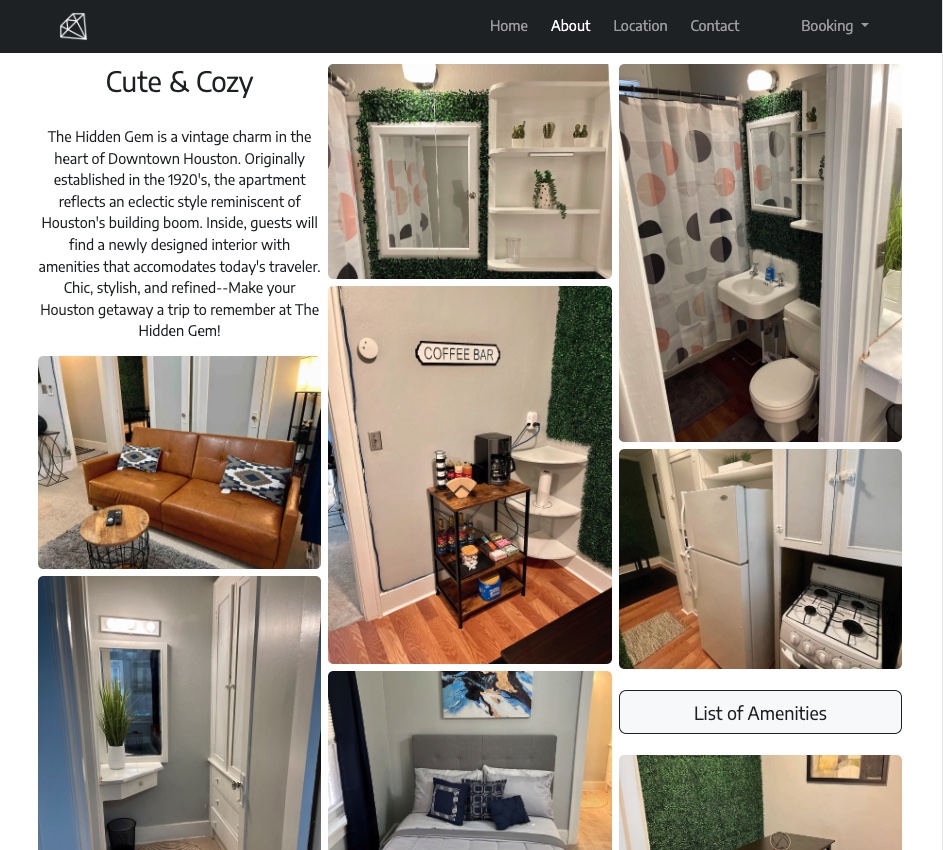 Home About Location Contact Booking
Cute & Cozy
The Hidden Gem is a vintage charm in the
heart of Downtown Houston. Originally
established in the 1920's, the apartment
reflects an eclectic style reminiscent of
Houston's building boom. Inside, guests will
find a newly designed interior with
amenities that accomodates today's traveler.
Chic, stylish, and refined--Make your
Houston getaway a trip to remember at The
Hidden Gem!
COFFEE BAR
List of Amenities